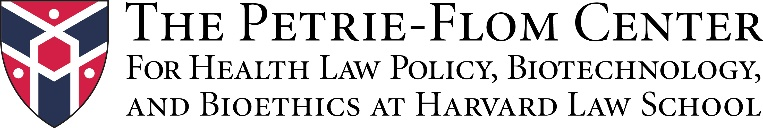 The Petrie-Flom Center
For Health Law Policy, Biotechnology,
and Bioethics at Harvard Law School